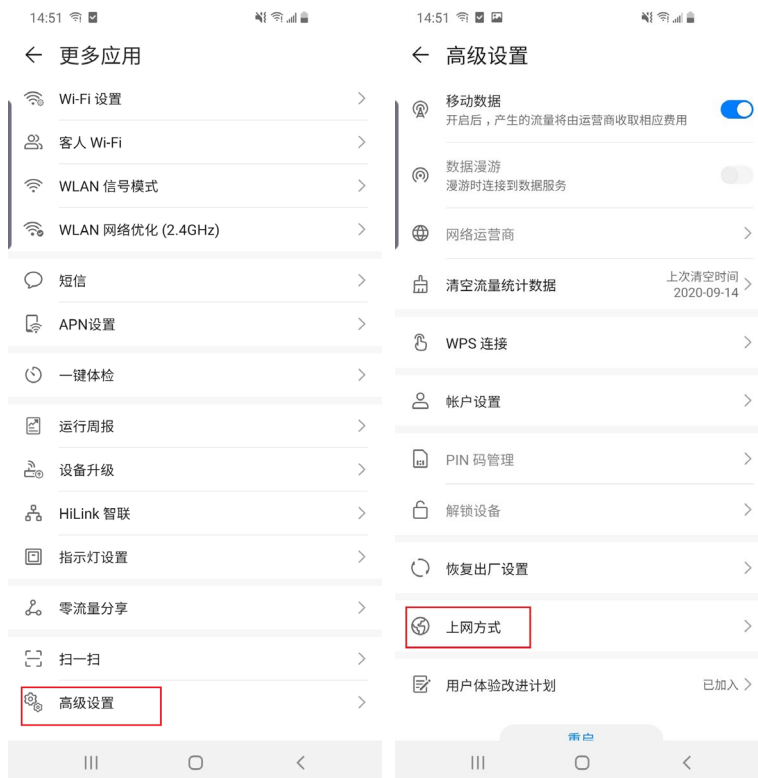 14:51
更多应用
Wi-Fi 设置
客人 Wi-Fi
WLAN 信号模式
WLAN 网络优化 (2.4GHz)
短信
APN设置
一键体检
运行周报
设备升级
HiLink 智联
指示灯设置
零流量分享
扫一扫
高级设置
14:51
高级设置
移动数据
开启后，产生的流量将由运营商收取相应费用
数据漫游
漫游时连接到数据服务
网络运营商
清空流量统计数据
上次清空时间
2020-09-14
WPS 连接
帐户设置
PIN 码管理
解锁设备
恢复出厂设置
上网方式
用户体验改进计划
已加入
重启